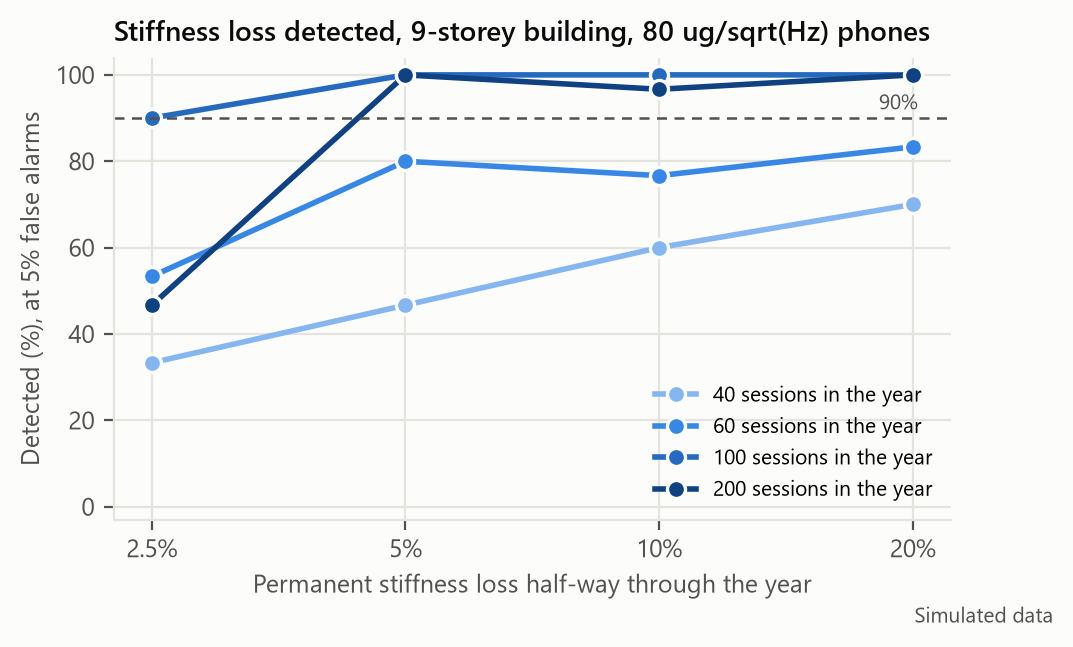 Stiffness loss detected, 9-storey building, 80 ug/sqrt(Hz) phones
Detected (%), at 5% false alarms
100
80
60
40
20
0
90%
40 sessions in the year
60 sessions in the year
100 sessions in the year
200 sessions in the year
2.5%
5%
10%
20%
Permanent stiffness loss half-way through the year
Simulated data